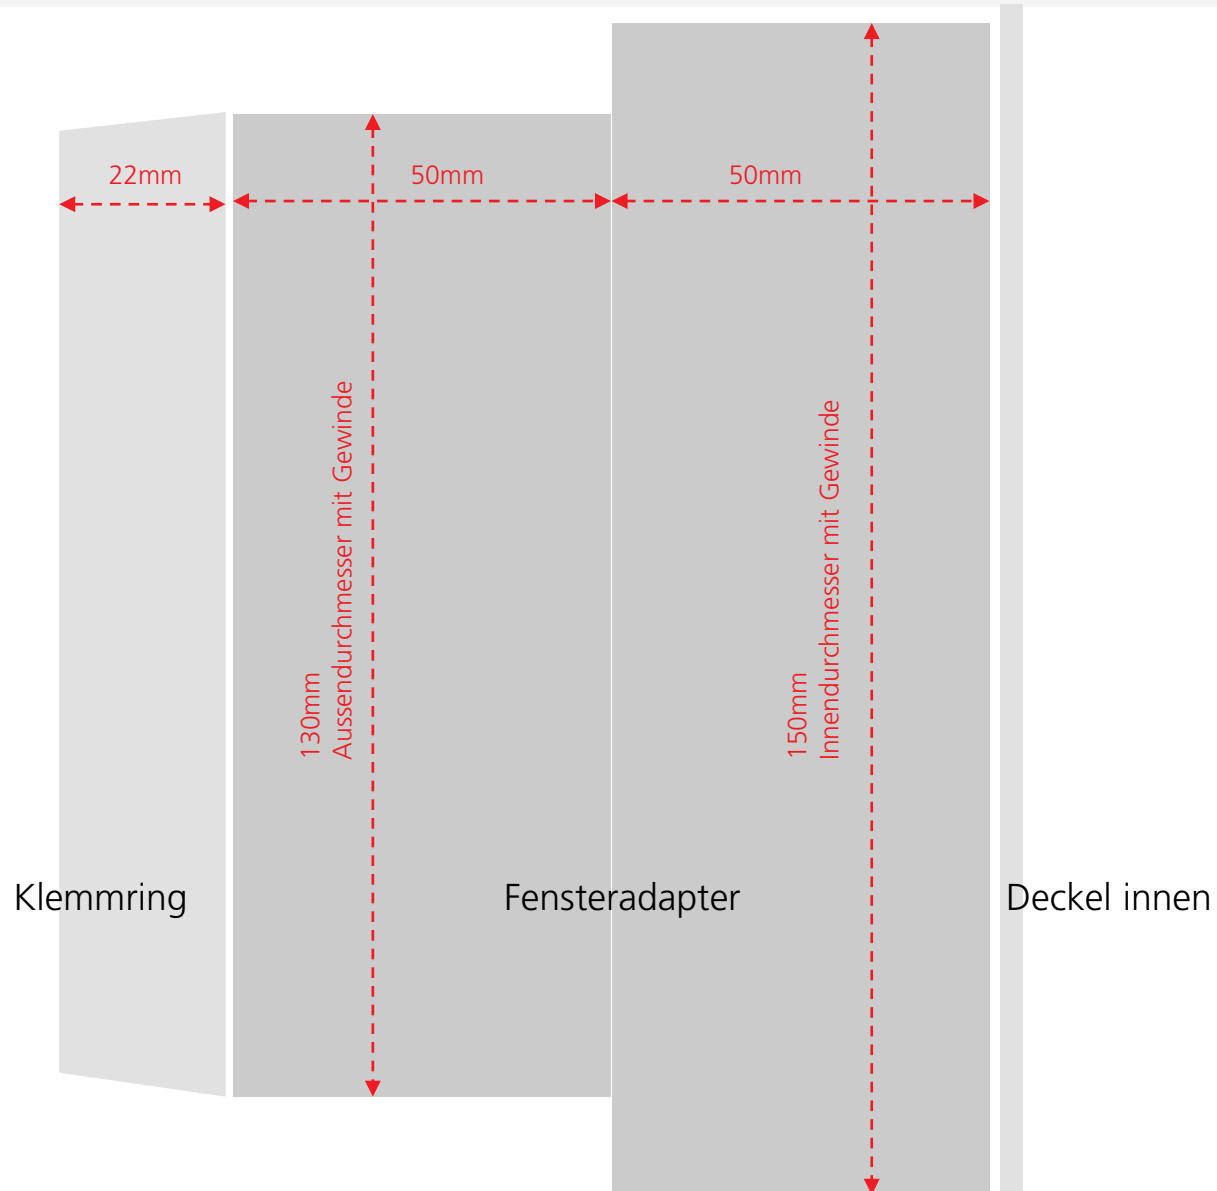 22mm
50mm
50mm
130mm
Aussendurchmesser mit Gewinde
150mm
Innendurchmesser mit Gewinde
Klemmring
Fensteradapter
Deckel innen